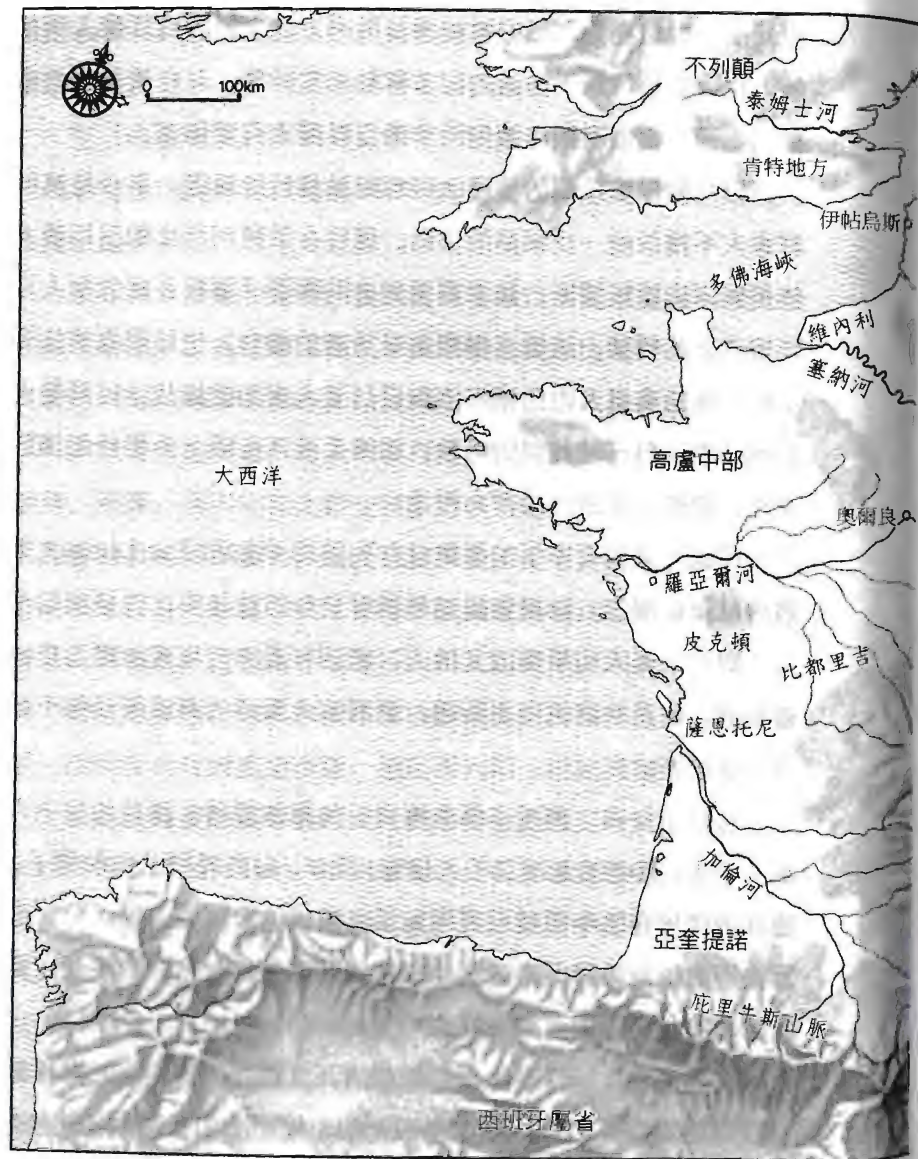 不列顛
泰姆士河
0 100km
肯特地方
伊帖烏斯
多佛海峽
維內利
塞納河
高盧中部
大西洋
奧爾良
羅亞爾河
皮克頓
比都里吉
薩恩托尼
加倫河
亞奎提諾
庇里牛斯山脈
西班牙屬省